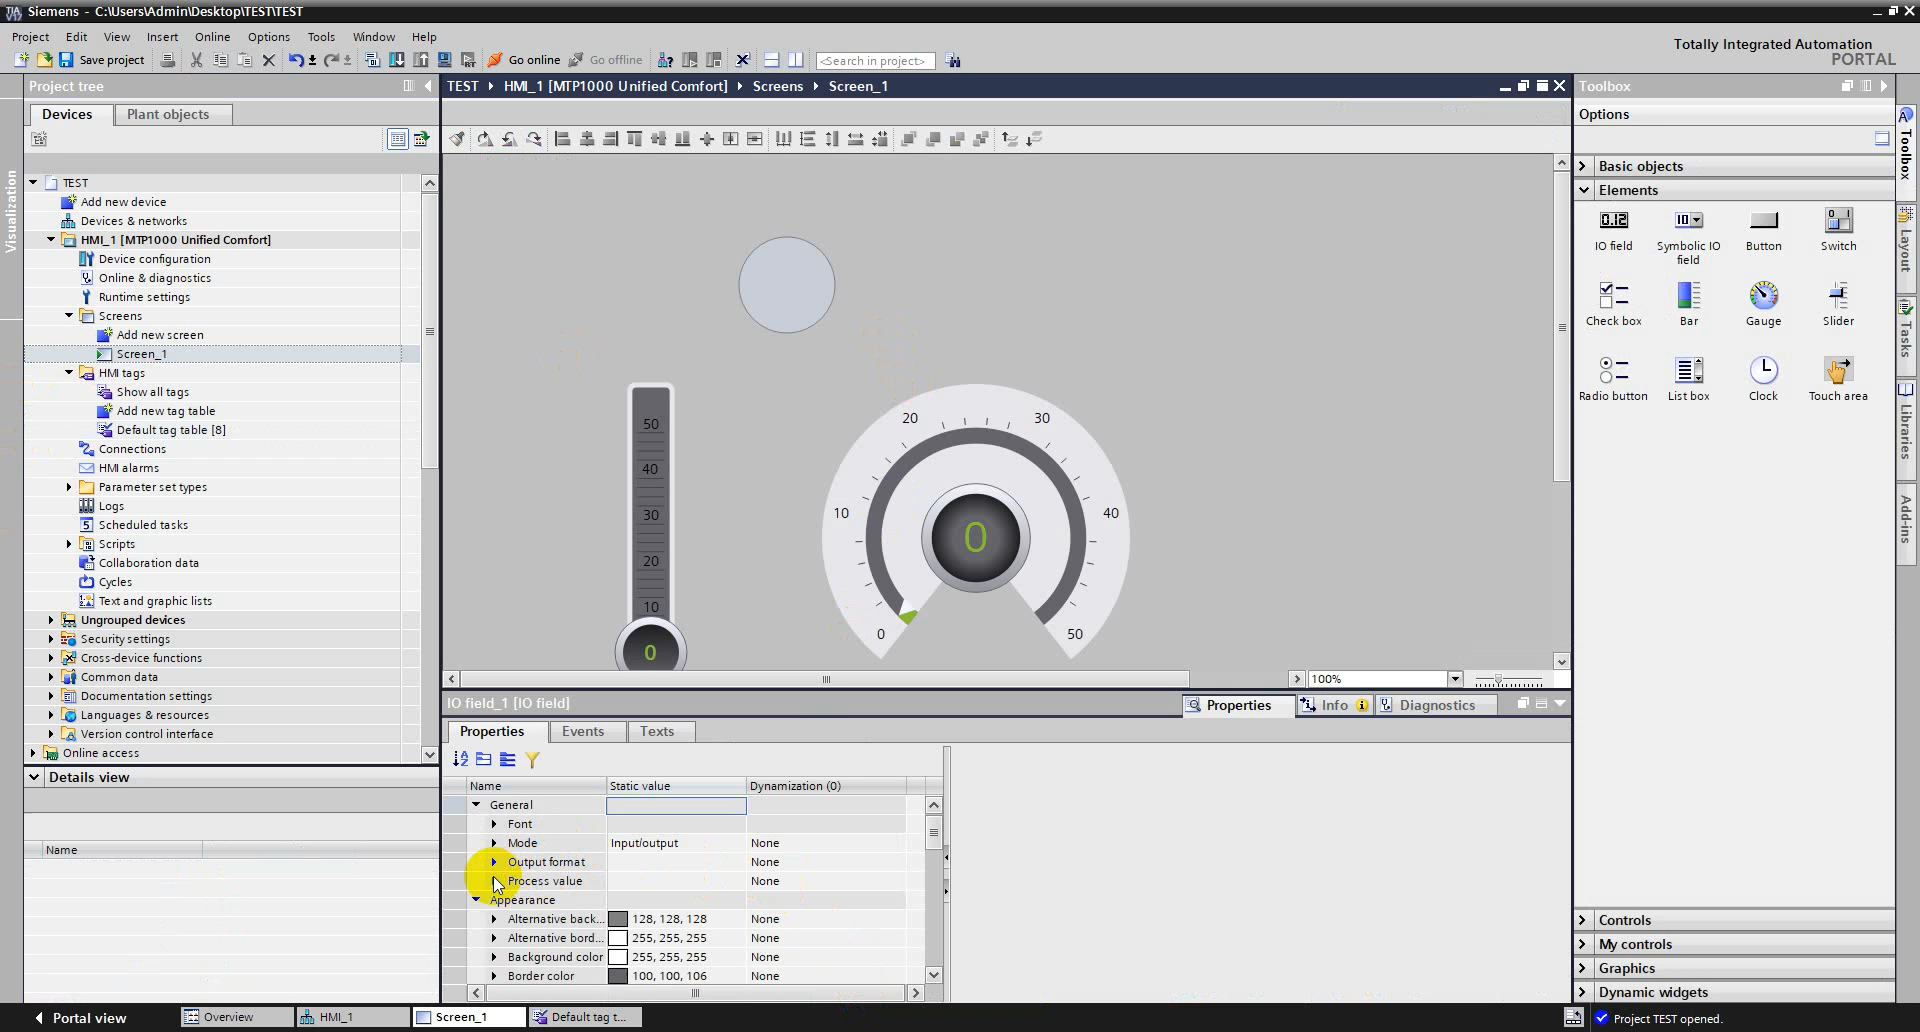 Siemens - C:\Users\Admin\Desktop\TEST\TEST
Project Edit View Insert Online Options Tools Window Help
Save project
Go online
Go offline
<Search in project>
Totally Integrated Automation
PORTAL
Project tree
TEST HMI_1 [MTP1000 Unified Comfort] Screens Screen_1
Toolbox
Devices
Plant objects
Options
Visualization
TEST
Add new device
Devices & networks
HMI_1 [MTP1000 Unified Comfort]
Device configuration
Online & diagnostics
Runtime settings
Screens
Add new screen
Screen_1
HMI tags
Show all tags
Add new tag table
Default tag table [8]
Connections
HMI alarms
Parameter set types
Logs
Scheduled tasks
Scripts
Collaboration data
Cycles
Text and graphic lists
Ungrouped devices
Security settings
Cross-device functions
Common data
Documentation settings
Languages & resources
Version control interface
Online access
Details view
Name
50
40
30
20
10
0
20
30
10
40
0
0
50
100%
Basic objects
Elements
0.12
10
0 1
IO field
Symbolic IO field
Button
Switch
Check box
Bar
Gauge
Slider
Radio button
List box
Clock
Touch area
Controls
My controls
Graphics
Dynamic widgets
Toolbox
Layout
Tasks
Libraries
Add-ins
IO field_1 [IO field]
Properties
Info
Diagnostics
Properties
Events
Texts
Name Static value Dynamization (0)
General
Font
Mode Input/output None
Output format None
Process value None
Appearance
Alternative back... 128, 128, 128 None
Alternative bord... 255, 255, 255 None
Background color 255, 255, 255 None
Border color 100, 100, 106 None
Portal view
Overview
HMI_1
Screen_1
Default tag t...
Project TEST opened.